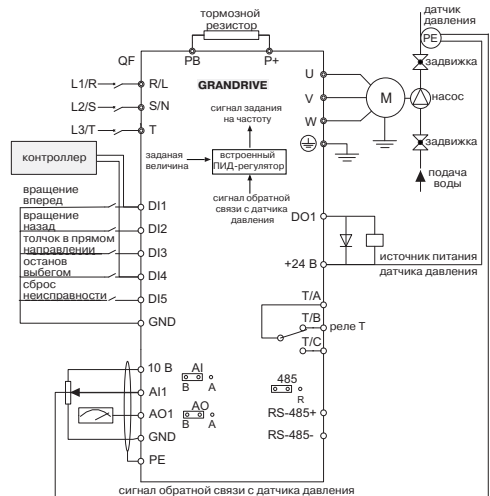 тормозной
резистор
датчик
давления
PE
QF
PB
P+
задвижка
L1/R
R/L
GRANDRIVE
U
L2/S
S/N
сигнал задания
на частоту
V
M
насос
L3/T
T
W
контроллер
заданая
величина
встроенный
ПИД-регулятор
задвижка
подача
воды
сигнал обратной
связи с датчика
давления
вращение
вперед
DI1
DO1
вращение
назад
DI2
толчок в прямом
направлении
DI3
источник питания
датчика давления
+24 В
останов
выбегом
DI4
сброс
неисправности
DI5
T/A
GND
T/B
реле Т
T/C
10 В
AI
B A
485
R
AI1
AO1
AO
B A
RS-485+
GND
RS-485-
PE
сигнал обратной связи с датчика давления